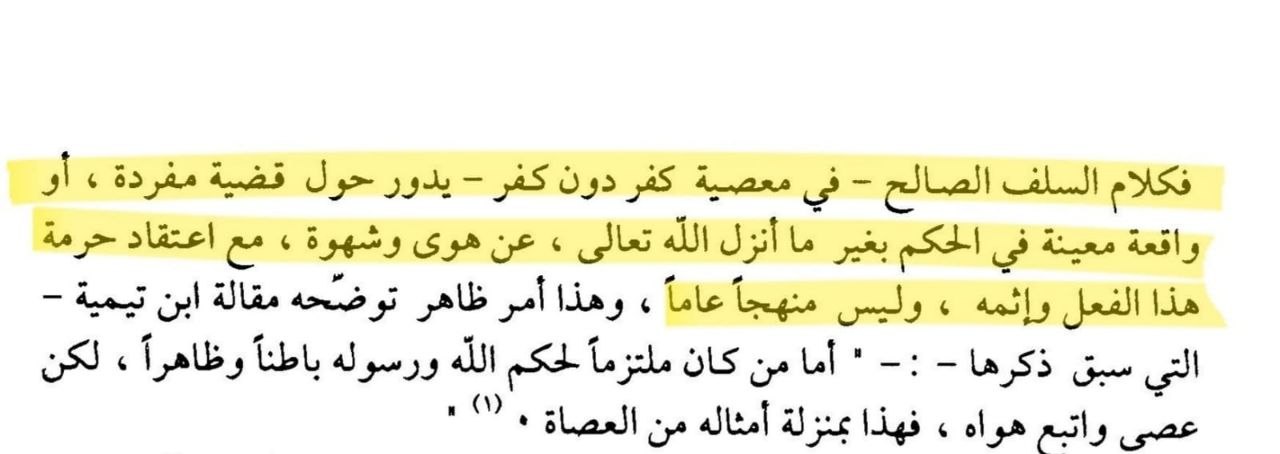 فكلام السلف الصالح – في معصية كفر دون كفر – يدور حول قضية مفردة ، أو
واقعة معينة في الحكم بغير ما أنزل الله تعالى ، عن هوى وشهوة ، مع اعتقاد حرمة
هذا الفعل وإثمه ، وليس منهجاً عاماً ، وهذا أمر ظاهر توضّحه مقالة ابن تيمية –
التي سبق ذكرها – : – " أما من كان ملتزماً لحكم الله ورسوله باطناً وظاهراً ، لكن
عصى واتبع هواه ، فهذا بمنزلة أمثاله من العصاة . (١) "